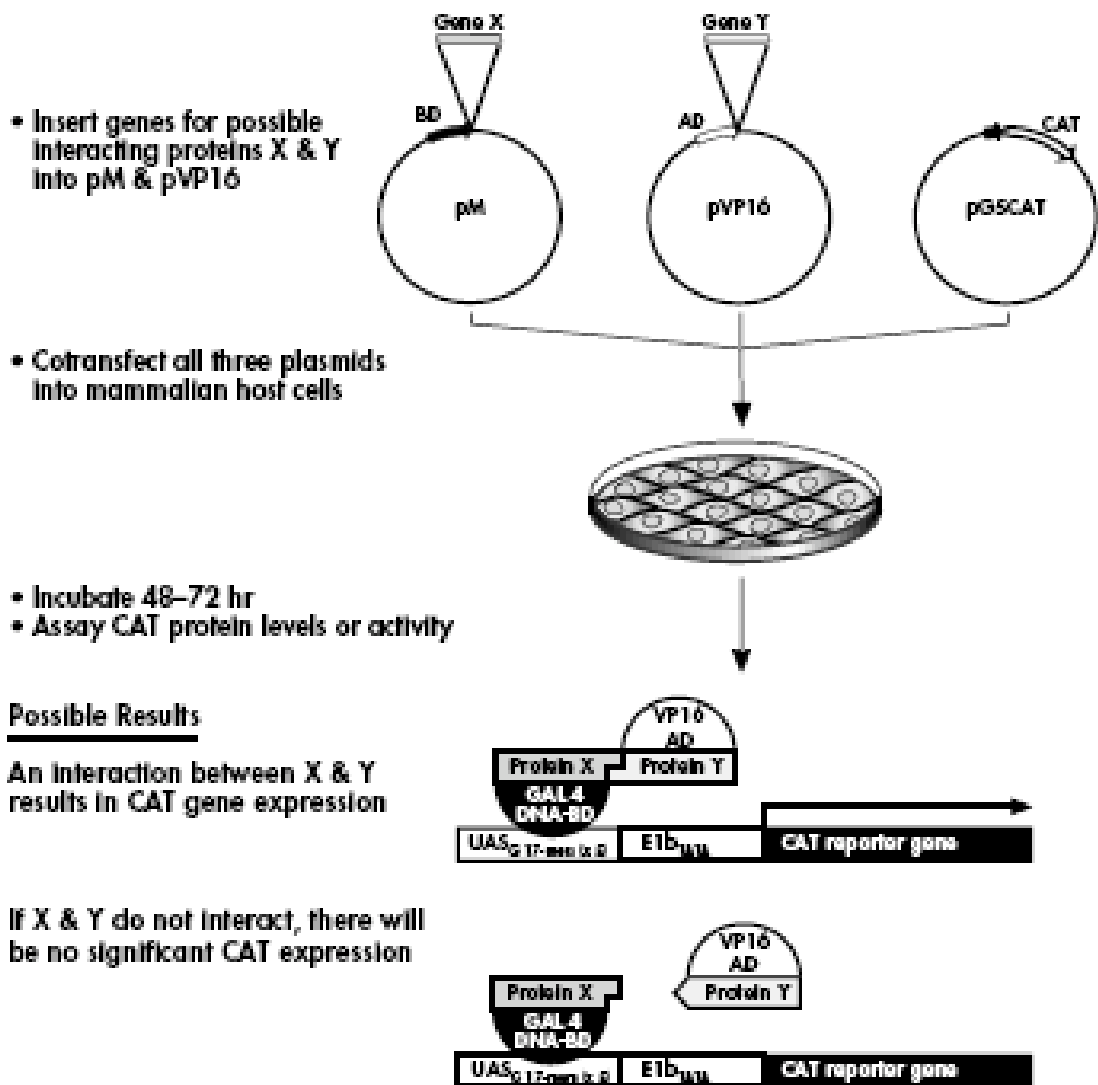 Gene X
Gene Y
• Insert genes for possible
interacting proteins X & Y
into pM & pVP16
BD
AD
CAT
pM
pVP16
pG5CAT
• Cotransfect all three plasmids
into mammalian host cells
• Incubate 48–72 hr
• Assay CAT protein levels or activity
Possible Results
An interaction between X & Y
results in CAT gene expression
VP16
AD
Protein X
Protein Y
GAL4
DNA-BD
UAS
E1b
CAT reporter gene
If X & Y do not interact, there will
be no significant CAT expression
VP16
AD
Protein X
Protein Y
GAL4
DNA-BD
UAS
E1b
CAT reporter gene